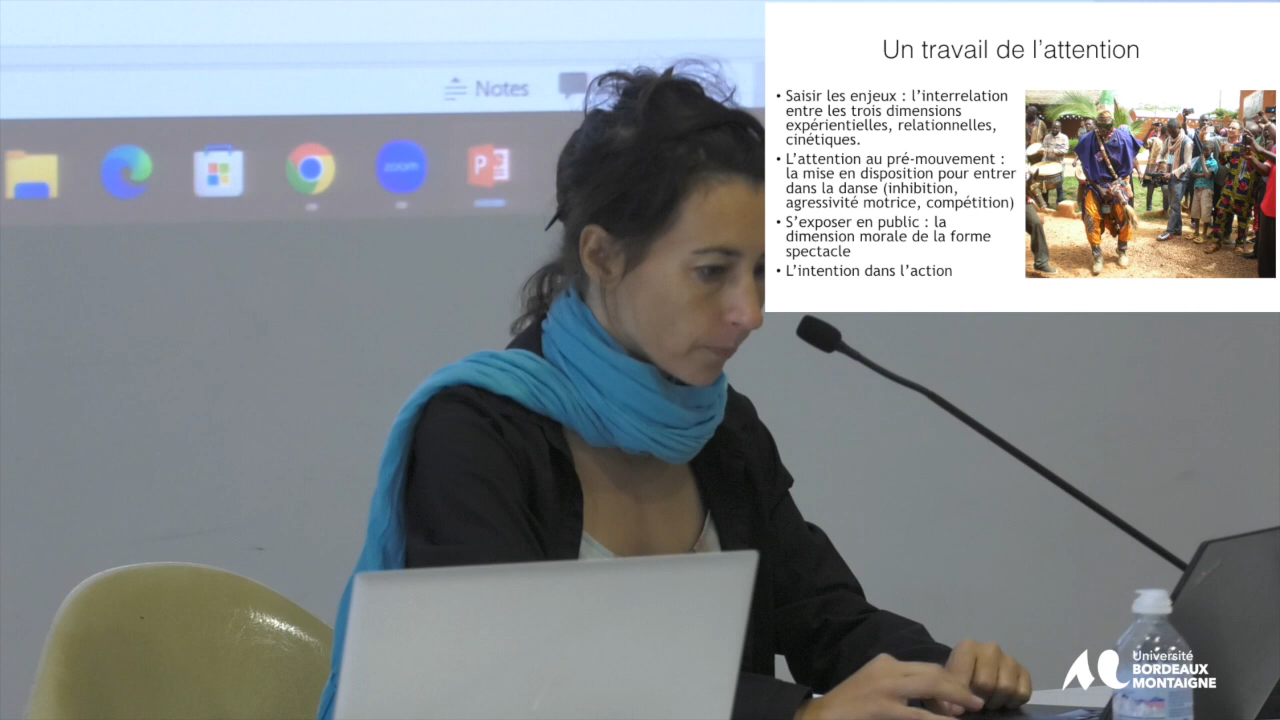 Un travail de l'attention
• Saisir les enjeux : l'interrelation
entre les trois dimensions
expérientielles, relationnelles,
cinétiques.
• L'attention au pré-mouvement :
la mise en disposition pour entrer
dans la danse (inhibition,
agressivité motrice, compétition)
• S'exposer en public : la
dimension morale de la forme
spectacle
• L'intention dans l'action
Notes
zoom
P
Université
BORDEAUX
MONTAIGNE